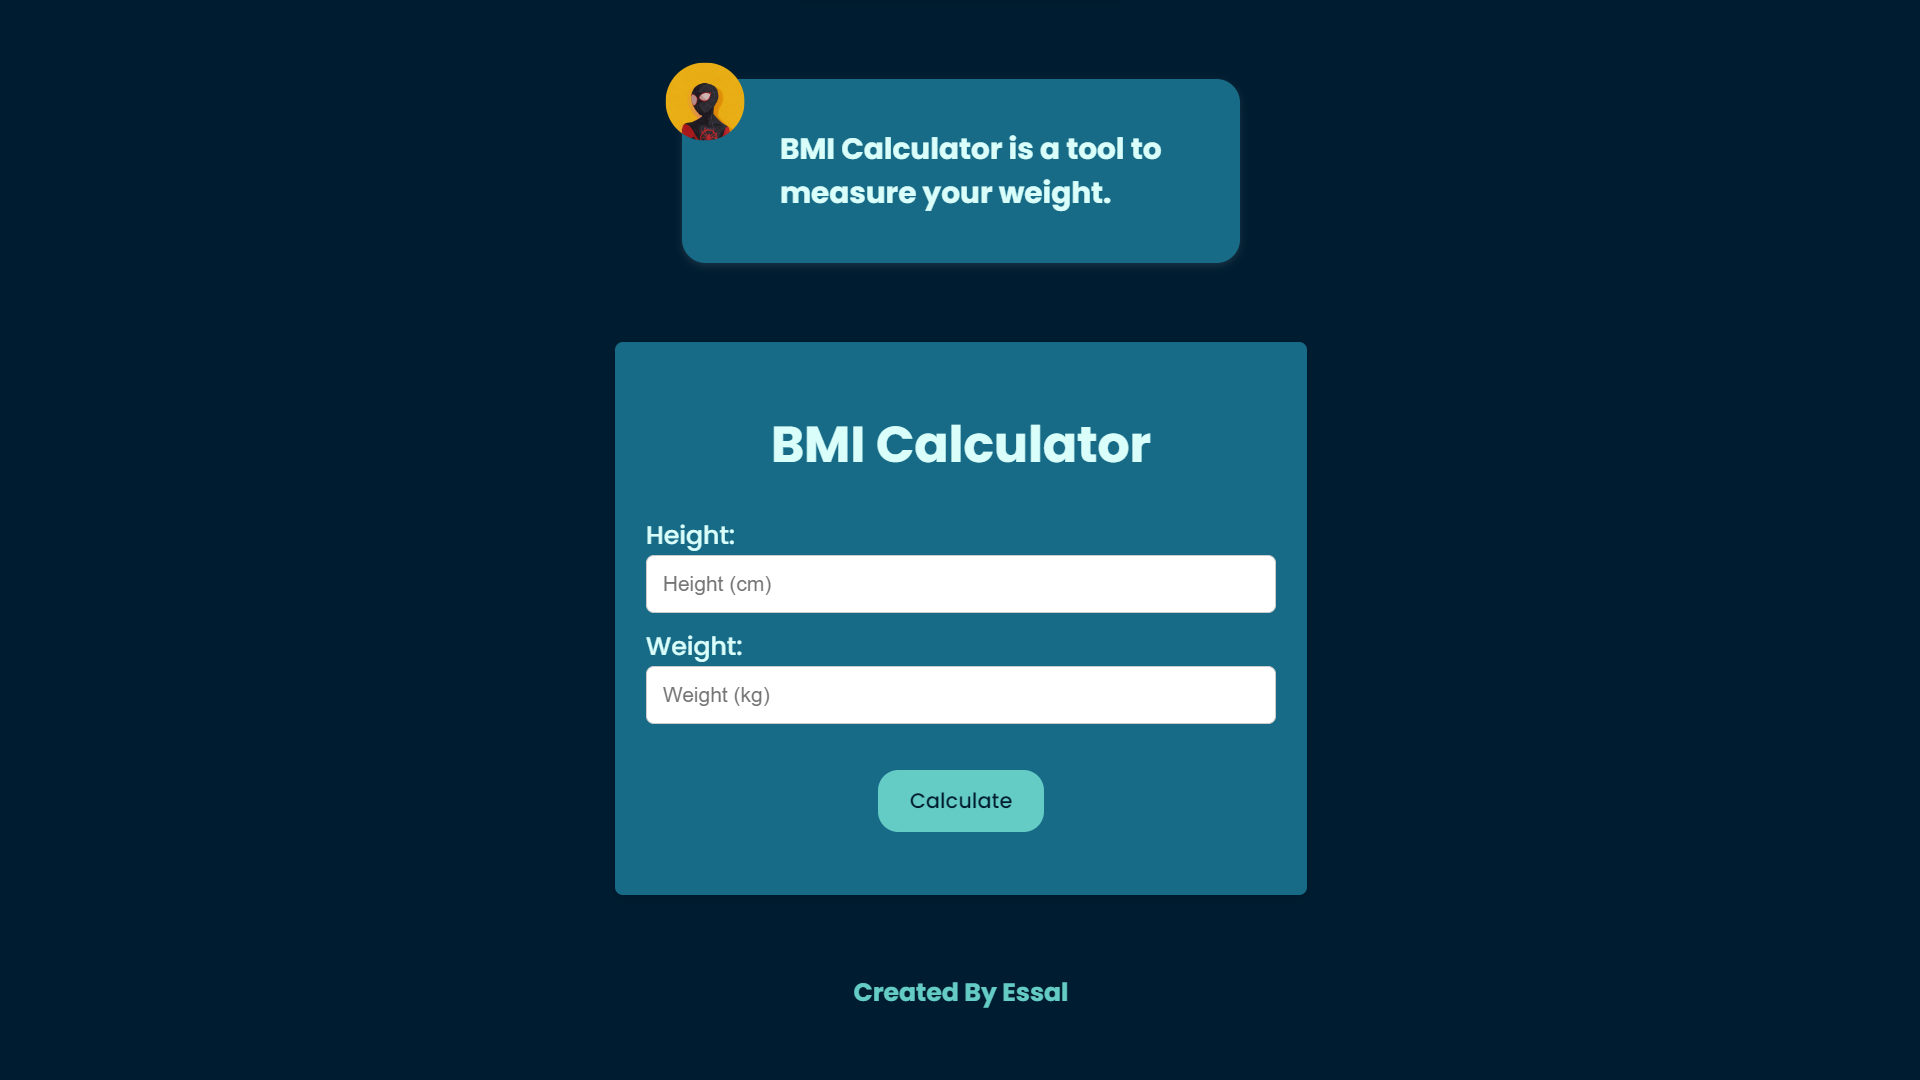 BMI Calculator is a tool to
measure your weight.
BMI Calculator
Height:
Height (cm)
Weight:
Weight (kg)
Calculate
Created By Essal